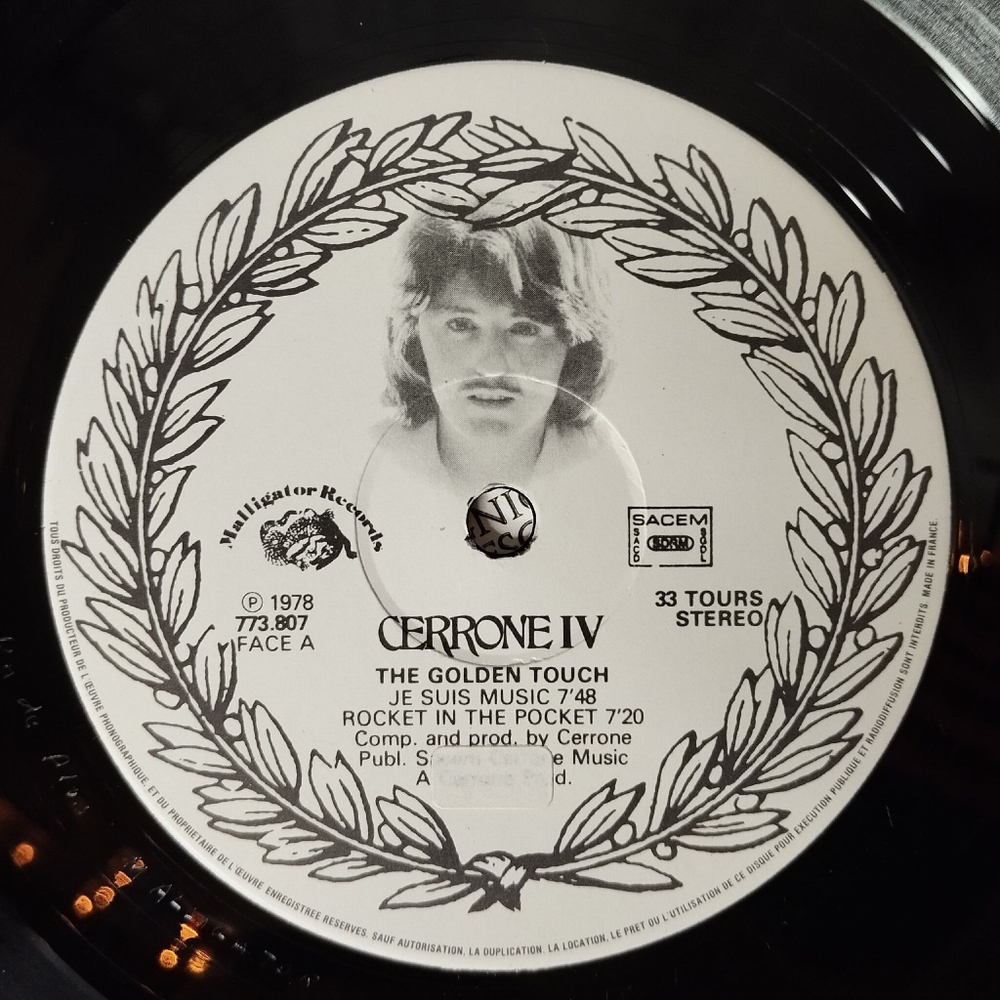 Malligator Records
SACEM
SACD
SDRM
SGDL
℗ 1978
773.807
FACE A
33 TOURS
STEREO
CERRONE IV
THE GOLDEN TOUCH
JE SUIS MUSIC 7'48
ROCKET IN THE POCKET 7'20
Comp. and prod. by Cerrone
Publ. Cerrone Music
A Cerrone Prod.
TOUS DROITS DU PRODUCTEUR DE L'ŒUVRE PHONOGRAPHIQUE, ET DU PROPRIETAIRE DE L'ŒUVRE ENREGISTREE RESERVES. SAUF AUTORISATION, LA DUPLICATION, LA LOCATION, LE PRET OU L'UTILISATION DE CE DISQUE POUR EXECUTION PUBLIQUE ET RADIODIFFUSION SONT INTERDITS. MADE IN FRANCE.